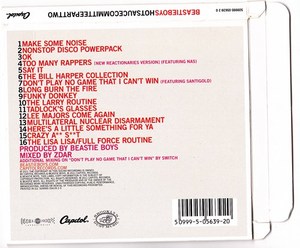 Capitol
BEASTIEBOYSHOTSAUCECOMMITTEEPARTTWO
1 MAKE SOME NOISE
2 NONSTOP DISCO POWERPACK
3 OK
4 TOO MANY RAPPERS (NEW REACTIONARIES VERSION) (FEATURING NAS)
5 SAY IT
6 THE BILL HARPER COLLECTION
7 DON'T PLAY NO GAME THAT I CAN'T WIN (FEATURING SANTIGOLD)
8 LONG BURN THE FIRE
9 FUNKY DONKEY
10 THE LARRY ROUTINE
11 TADLOCK'S GLASSES
12 LEE MAJORS COME AGAIN
13 MULTILATERAL NUCLEAR DISARMAMENT
14 HERE'S A LITTLE SOMETHING FOR YA
15 CRAZY A** S**T
16 THE LISA LISA/FULL FORCE ROUTINE
PRODUCED BY BEASTIE BOYS
MIXED BY ZDAR
ADDITIONAL MIXING ON "DON'T PLAY NO GAME THAT I CAN'T WIN" BY SWITCH
BEASTIEBOYS.COM
Capitol
50999-5-05639-20